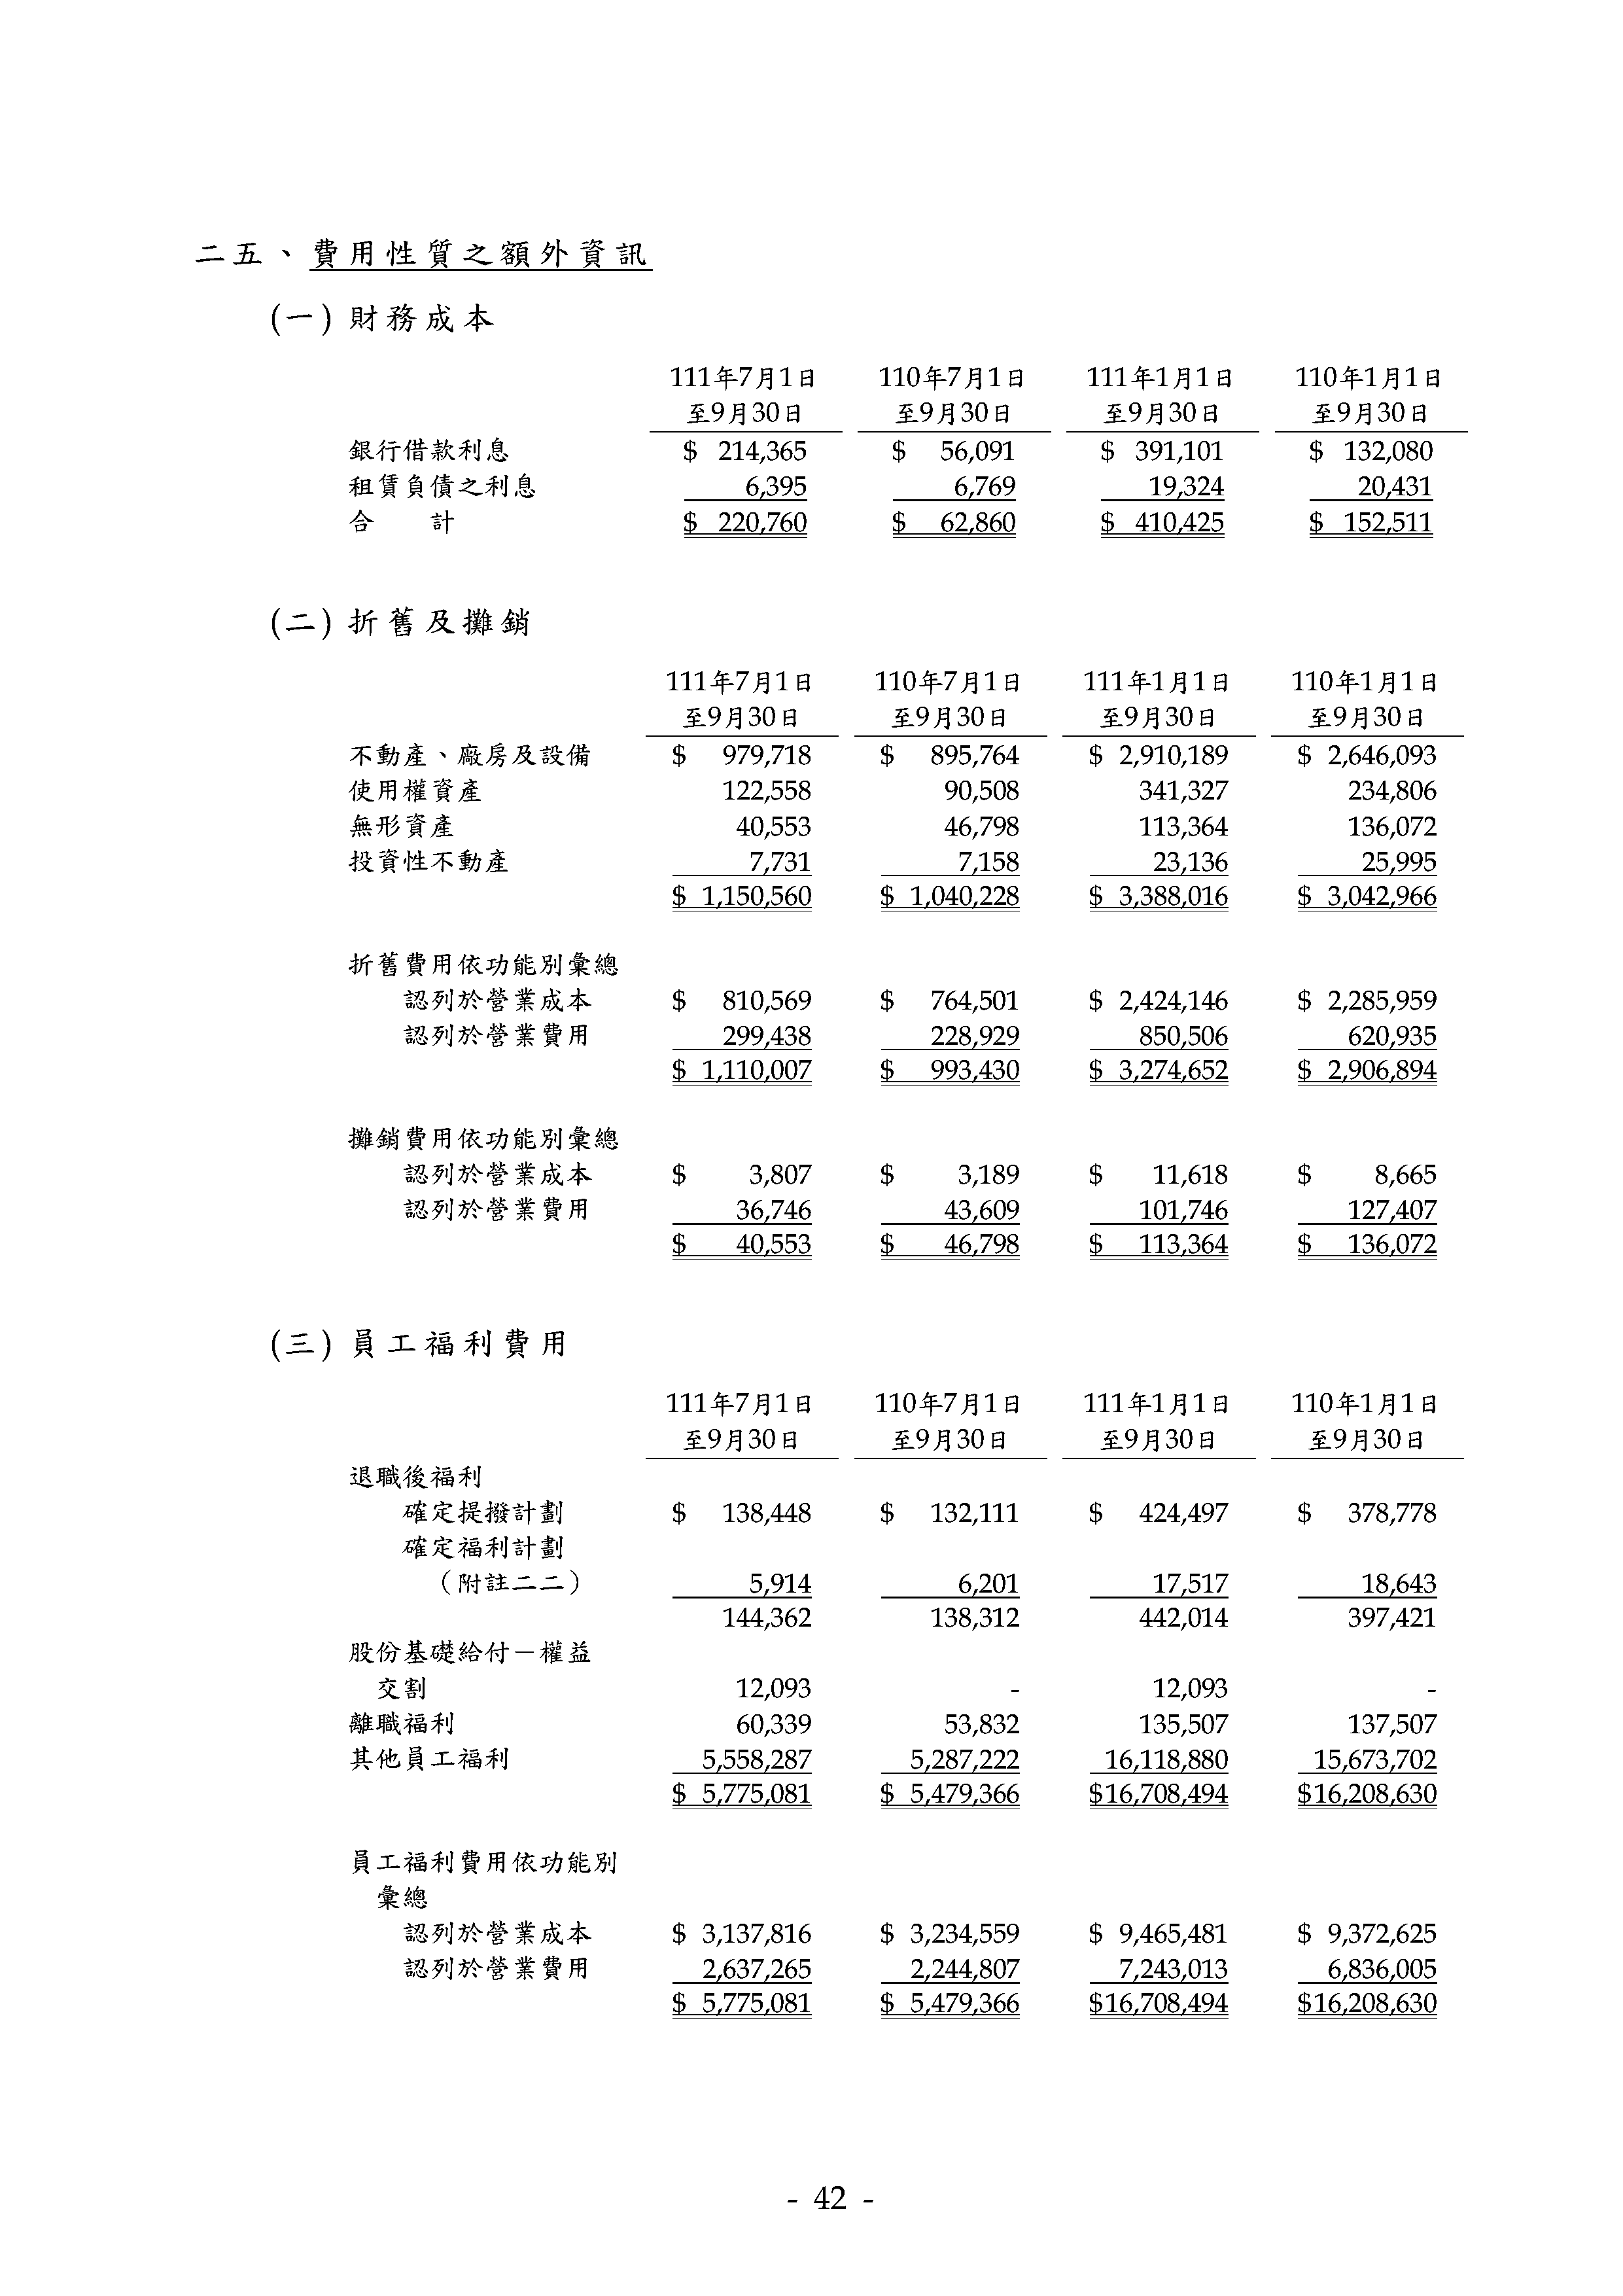 二五、費用性質之額外資訊
(一) 財務成本
111年7月1日 110年7月1日 111年1月1日 110年1月1日
至9月30日 至9月30日 至9月30日 至9月30日
銀行借款利息 $ 214,365 $ 56,091 $ 391,101 $ 132,080
租賃負債之利息 6,395 6,769 19,324 20,431
合 計 $ 220,760 $ 62,860 $ 410,425 $ 152,511
(二) 折舊及攤銷
111年7月1日 110年7月1日 111年1月1日 110年1月1日
至9月30日 至9月30日 至9月30日 至9月30日
不動產、廠房及設備 $ 979,718 $ 895,764 $ 2,910,189 $ 2,646,093
使用權資產 122,558 90,508 341,327 234,806
無形資產 40,553 46,798 113,364 136,072
投資性不動產 7,731 7,158 23,136 25,995
$ 1,150,560 $ 1,040,228 $ 3,388,016 $ 3,042,966
折舊費用依功能別彙總
認列於營業成本 $ 810,569 $ 764,501 $ 2,424,146 $ 2,285,959
認列於營業費用 299,438 228,929 850,506 620,935
$ 1,110,007 $ 993,430 $ 3,274,652 $ 2,906,894
攤銷費用依功能別彙總
認列於營業成本 $ 3,807 $ 3,189 $ 11,618 $ 8,665
認列於營業費用 36,746 43,609 101,746 127,407
$ 40,553 $ 46,798 $ 113,364 $ 136,072
(三) 員工福利費用
111年7月1日 110年7月1日 111年1月1日 110年1月1日
至9月30日 至9月30日 至9月30日 至9月30日
退職後福利
確定提撥計劃 $ 138,448 $ 132,111 $ 424,497 $ 378,778
確定福利計劃
（附註二二） 5,914 6,201 17,517 18,643
144,362 138,312 442,014 397,421
股份基礎給付－權益
交割 12,093 - 12,093 -
離職福利 60,339 53,832 135,507 137,507
其他員工福利 5,558,287 5,287,222 16,118,880 15,673,702
$ 5,775,081 $ 5,479,366 $16,708,494 $16,208,630
員工福利費用依功能別
彙總
認列於營業成本 $ 3,137,816 $ 3,234,559 $ 9,465,481 $ 9,372,625
認列於營業費用 2,637,265 2,244,807 7,243,013 6,836,005
$ 5,775,081 $ 5,479,366 $16,708,494 $16,208,630
- 42 -